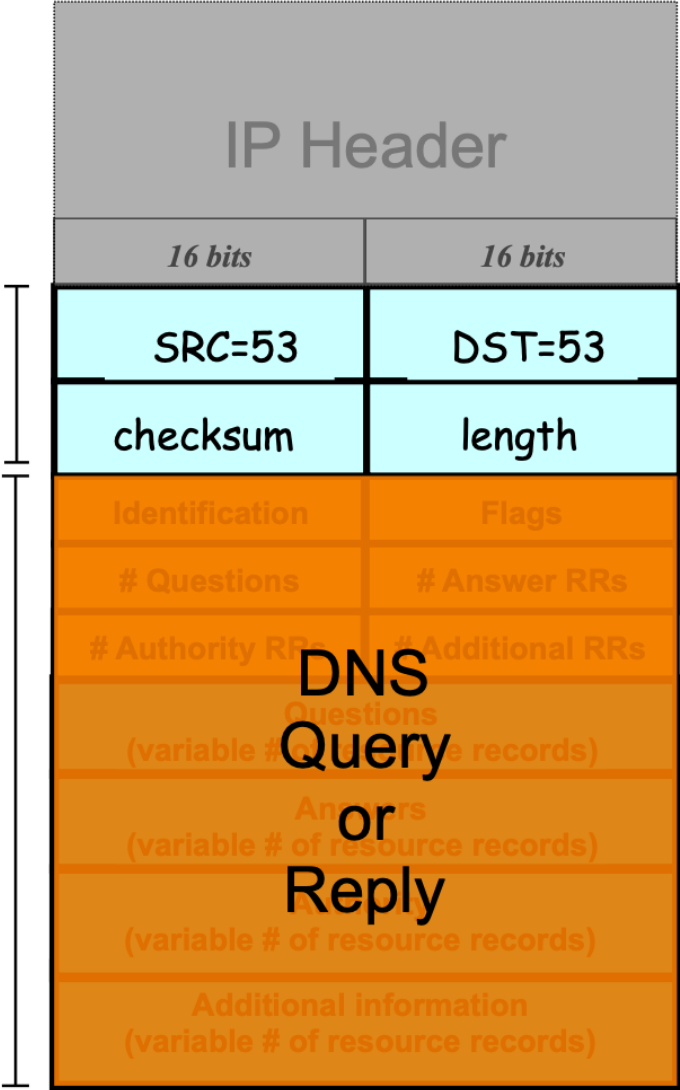 IP Header
16 bits 16 bits
SRC=53 DST=53
checksum length
Identification Flags
# Questions # Answer RRs
# Authority RRs # Additional RRs
DNS
Questions
Query
(variable # of resource records)
Answers
or
(variable # of resource records)
Reply
(variable # of resource records)
Additional information
(variable # of resource records)